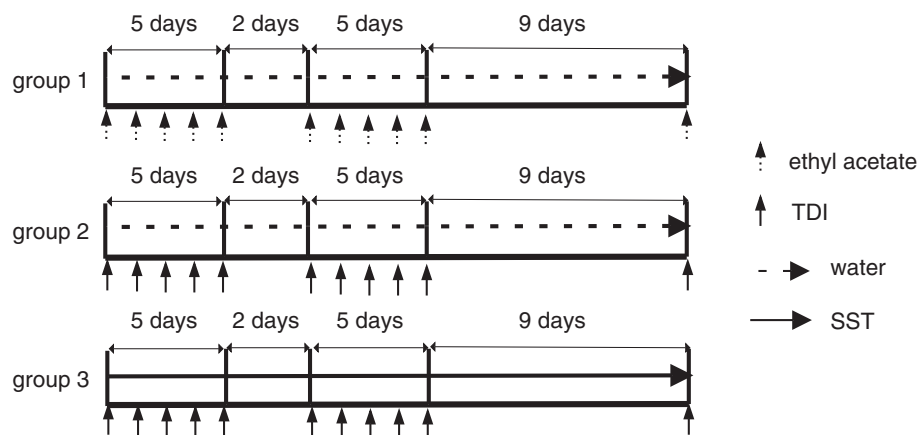 5 days 2 days 5 days 9 days
group 1
5 days 2 days 5 days 9 days
group 2
5 days 2 days 5 days 9 days
group 3
ethyl acetate
TDI
water
SST